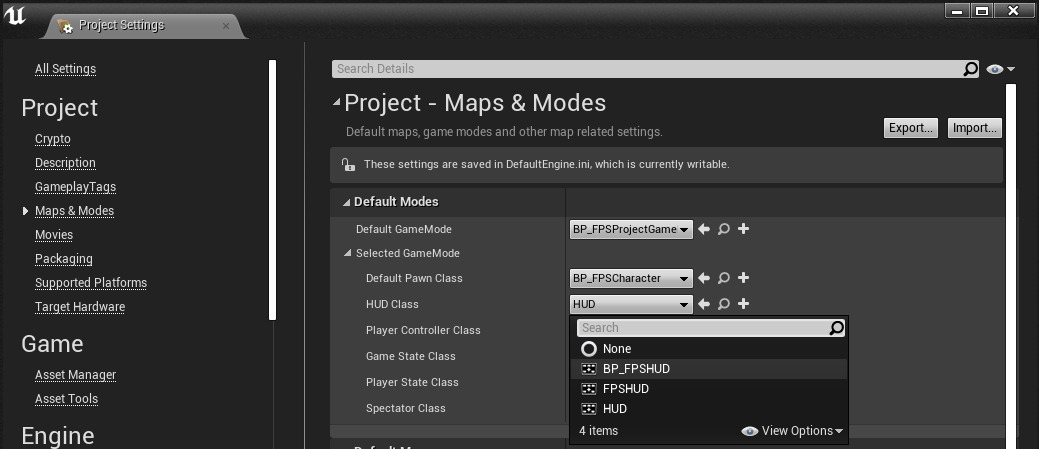 Project Settings
All Settings
Project
Crypto
Description
GameplayTags
Maps & Modes
Movies
Packaging
Supported Platforms
Target Hardware
Game
Asset Manager
Asset Tools
Engine
Search Details
Project - Maps & Modes
Default maps, game modes and other map related settings.
Export...
Import...
These settings are saved in DefaultEngine.ini, which is currently writable.
Default Modes
Default GameMode
BP_FPSProjectGame
Selected GameMode
Default Pawn Class
BP_FPSCharacter
HUD Class
HUD
Player Controller Class
Game State Class
Player State Class
Spectator Class
Search
None
BP_FPSHUD
FPSHUD
HUD
4 items
View Options